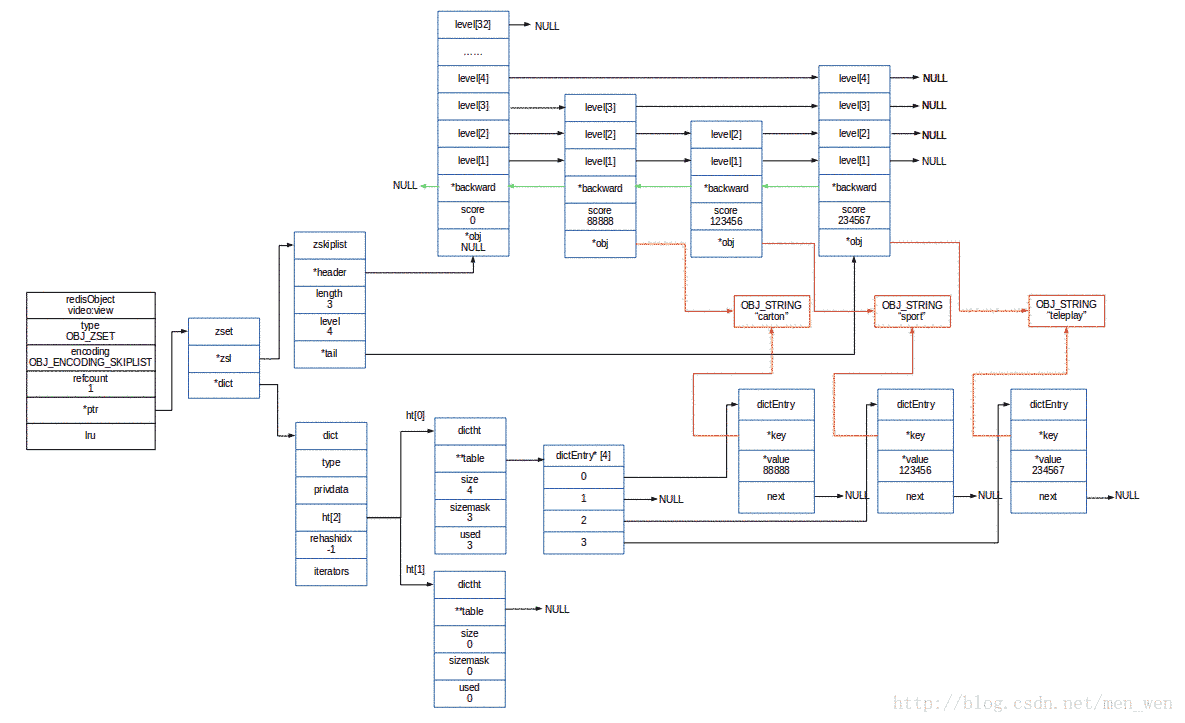 redisObject
video:view
type
OBJ_ZSET
encoding
OBJ_ENCODING_SKIPLIST
refcount
1
*ptr
lru
zset
*zsl
*dict
zskiplist
*header
length
3
level
4
*tail
level[32]
……
level[4]
level[3]
level[2]
level[1]
*backward
score
0
*obj
NULL
NULL
NULL
level[3]
level[2]
level[1]
*backward
score
88888
*obj
level[2]
level[1]
*backward
score
123456
*obj
level[4]
level[3]
level[2]
level[1]
*backward
score
234567
*obj
NULL
NULL
NULL
NULL
OBJ_STRING
“carton”
OBJ_STRING
“sport”
OBJ_STRING
“teleplay”
dict
type
privdata
ht[2]
rehashidx
-1
iterators
ht[0]
dictht
**table
size
4
sizemask
3
used
3
ht[1]
dictht
**table
size
0
sizemask
0
used
0
NULL
dictEntry* [4]
0
1
2
3
NULL
dictEntry
*key
*value
88888
next
NULL
dictEntry
*key
*value
123456
next
NULL
dictEntry
*key
*value
234567
next
NULL
http://blog.csdn.net/men_wen